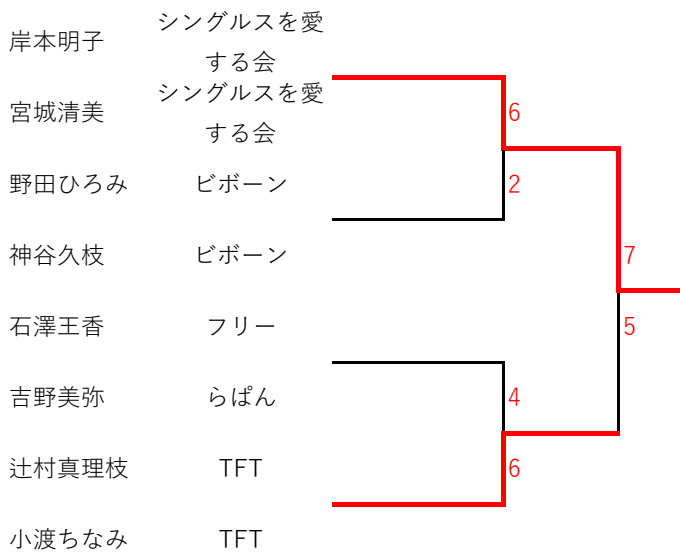 岸本明子 シングルスを愛
する会
宮城清美 シングルスを愛
する会
6
野田ひろみ ビボーン 2
神谷久枝 ビボーン 7
石澤王香 フリー 5
吉野美弥 らぱん 4
辻村真理枝 TFT 6
小渡ちなみ TFT